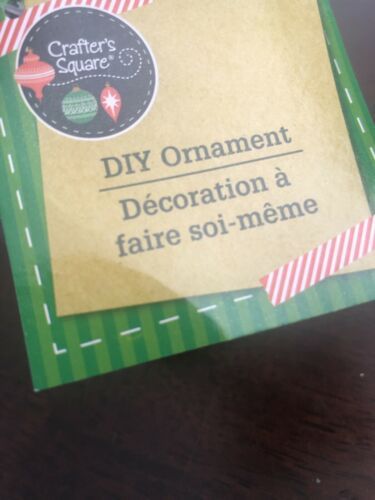 Crafter's
Square®
DIY Ornament
Décoration à
faire soi-même